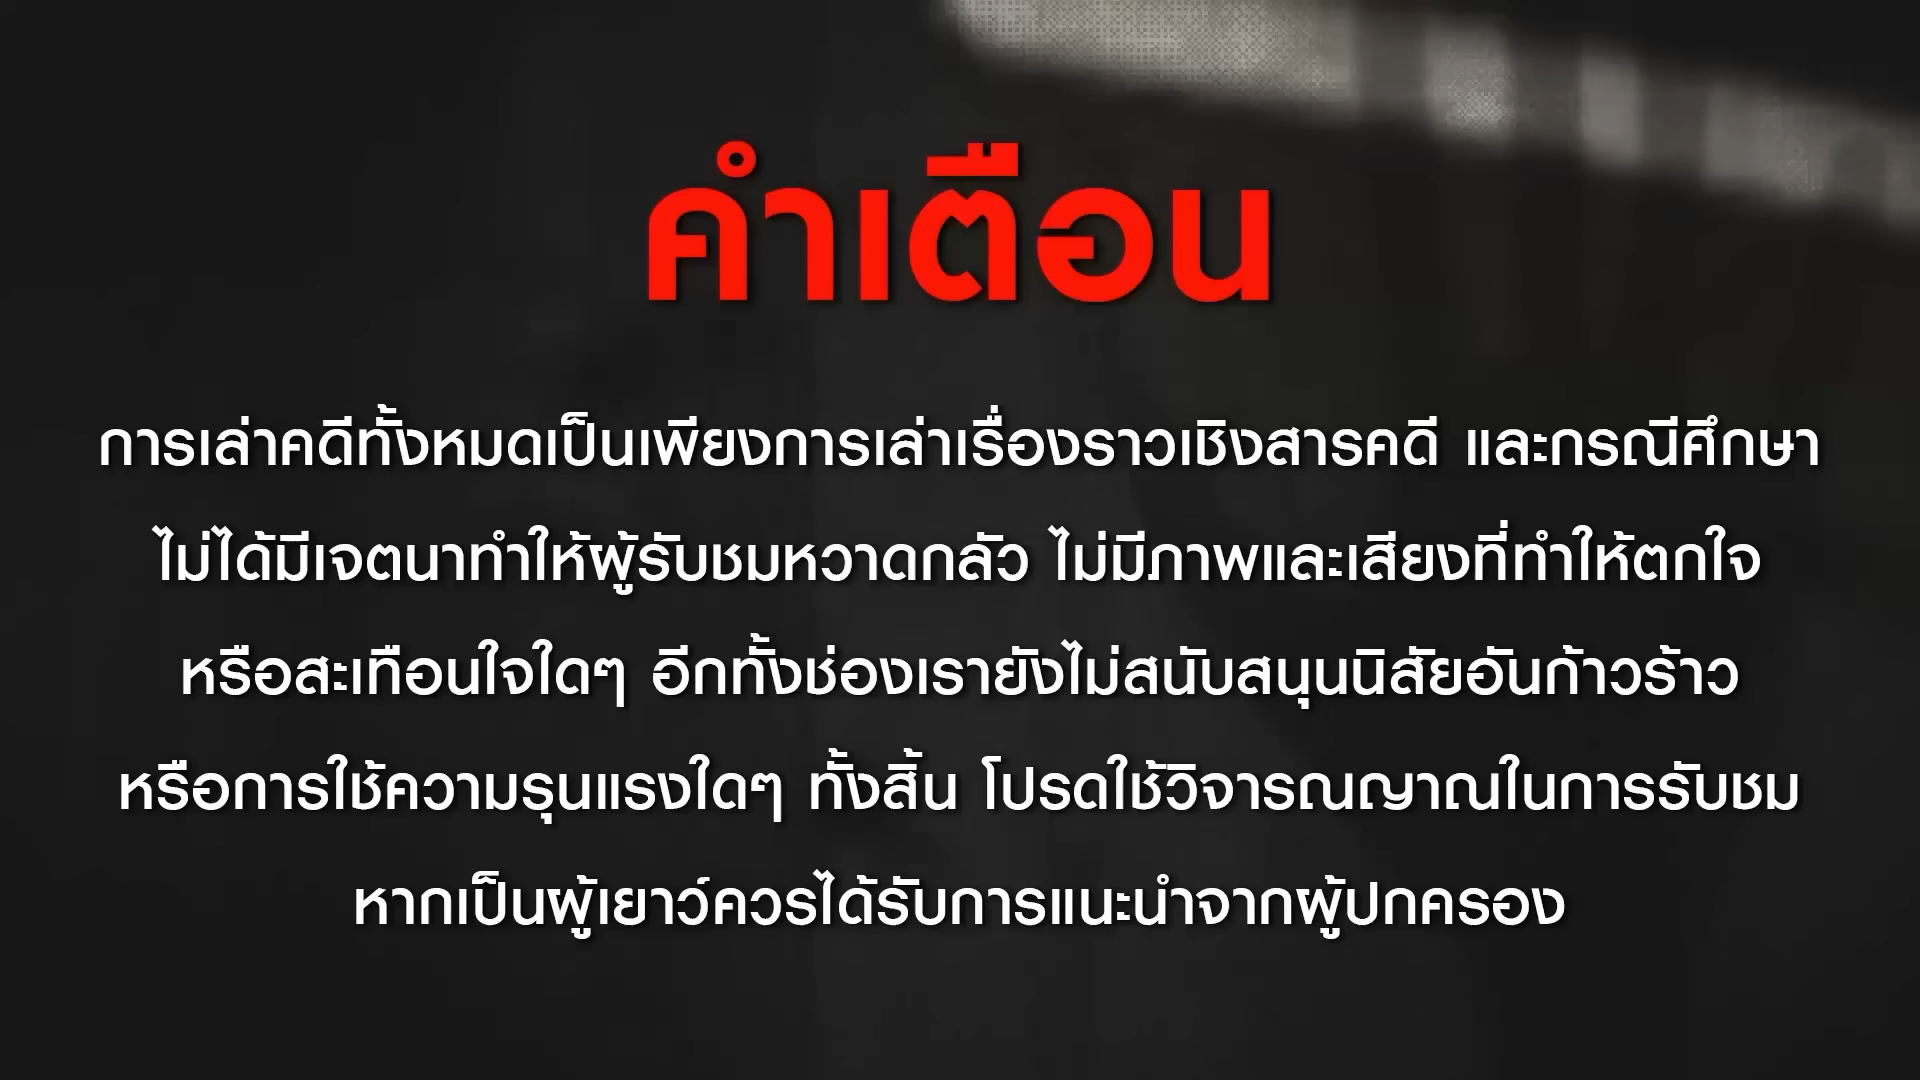 คำเตือน
การเล่าคดีทั้งหมดเป็นเพียงการเล่าเรื่องราวเชิงสารคดี และกรณีศึกษา
ไม่ได้มีเจตนาทำให้ผู้รับชมหวาดกลัว ไม่มีภาพและเสียงที่ทำให้ตกใจ
หรือสะเทือนใจใดๆ อีกทั้งช่องเรายังไม่สนับสนุนนิสัยอันก้าวร้าว
หรือการใช้ความรุนแรงใดๆ ทั้งสิ้น โปรดใช้วิจารณญาณในการรับชม
หากเป็นผู้เยาว์ควรได้รับการแนะนำจากผู้ปกครอง